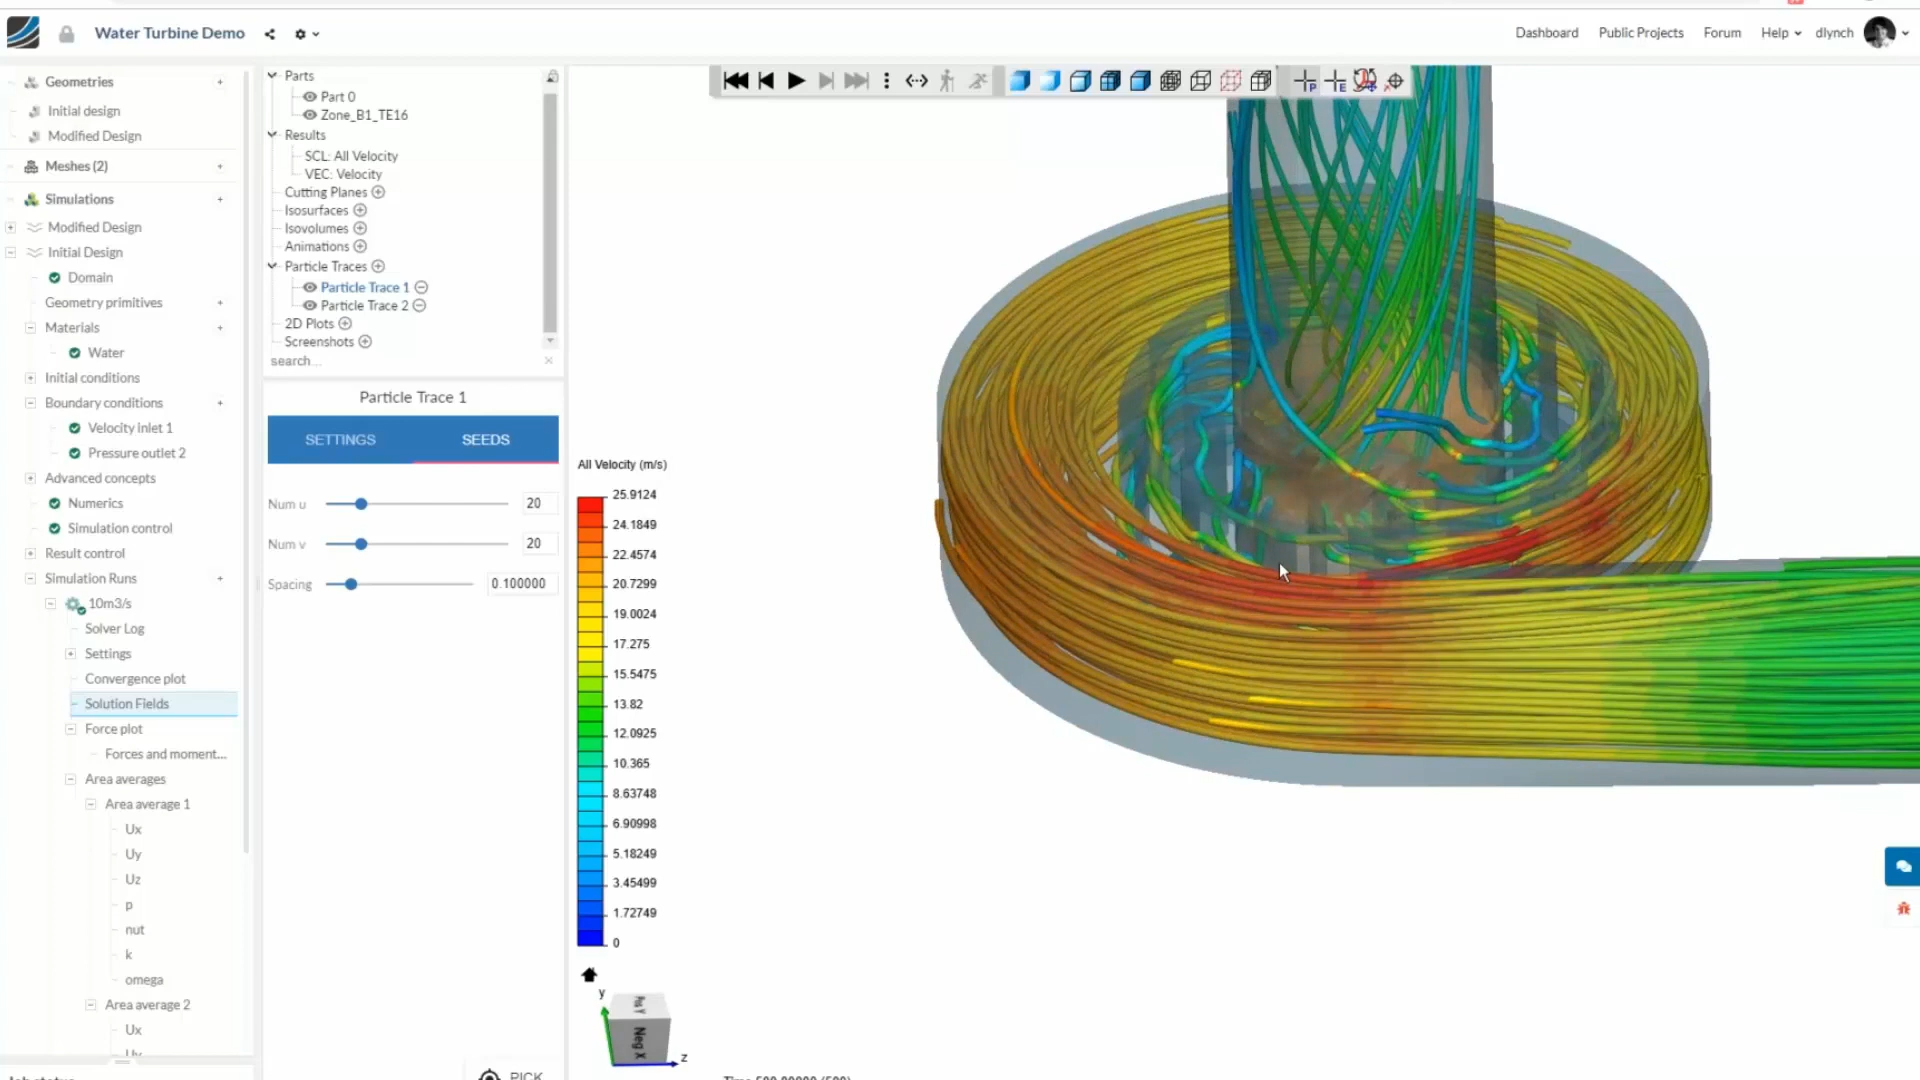 Water Turbine Demo
Dashboard
Public Projects
Forum
Help
dlynch
Geometries
Initial design
Modified Design
Meshes (2)
Simulations
Modified Design
Initial Design
Domain
Geometry primitives
Materials
Water
Initial conditions
Boundary conditions
Velocity inlet 1
Pressure outlet 2
Advanced concepts
Numerics
Simulation control
Result control
Simulation Runs
10m3/s
Solver Log
Settings
Convergence plot
Solution Fields
Force plot
Forces and moment...
Area averages
Area average 1
Ux
Uy
Uz
p
nut
k
omega
Area average 2
Ux
Parts
Part 0
Zone_B1_TE16
Results
SCL: All Velocity
VEC: Velocity
Cutting Planes
Isosurfaces
Isovolumes
Animations
Particle Traces
Particle Trace 1
Particle Trace 2
2D Plots
Screenshots
search...
Particle Trace 1
SETTINGS
SEEDS
Num u
20
Num v
20
Spacing
0.100000
PICK
All Velocity (m/s)
25.9124
24.1849
22.4574
20.7299
19.0024
17.275
15.5475
13.82
12.0925
10.365
8.63748
6.90998
5.18249
3.45499
1.72749
0
y
Pos Y
Neg X
z
P
E